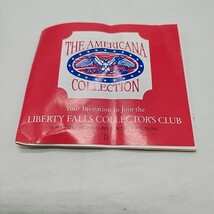 THE AMERICANA
COLLECTION
Your Invitation to Join the
LIBERTY FALLS COLLECTOR'S CLUB